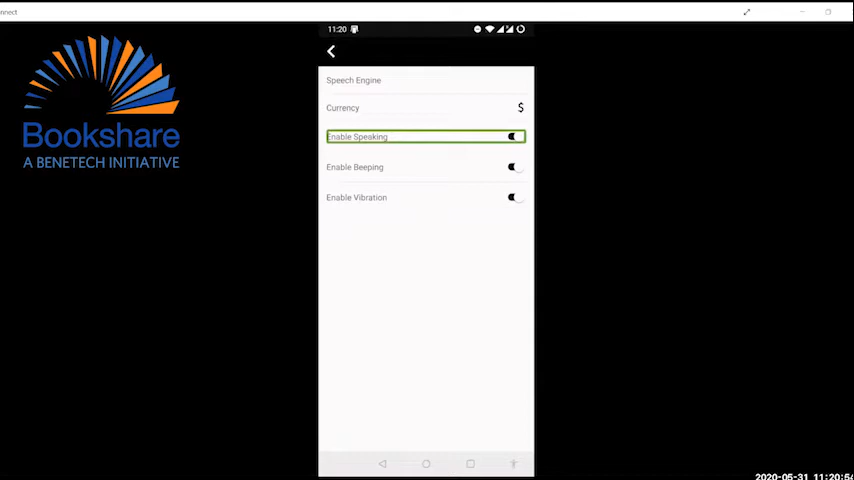 nnect
11:20
Bookshare
A BENETECH INITIATIVE
Speech Engine
Currency $
Enable Speaking
Enable Beeping
Enable Vibration
2020-05-31 11:20:54